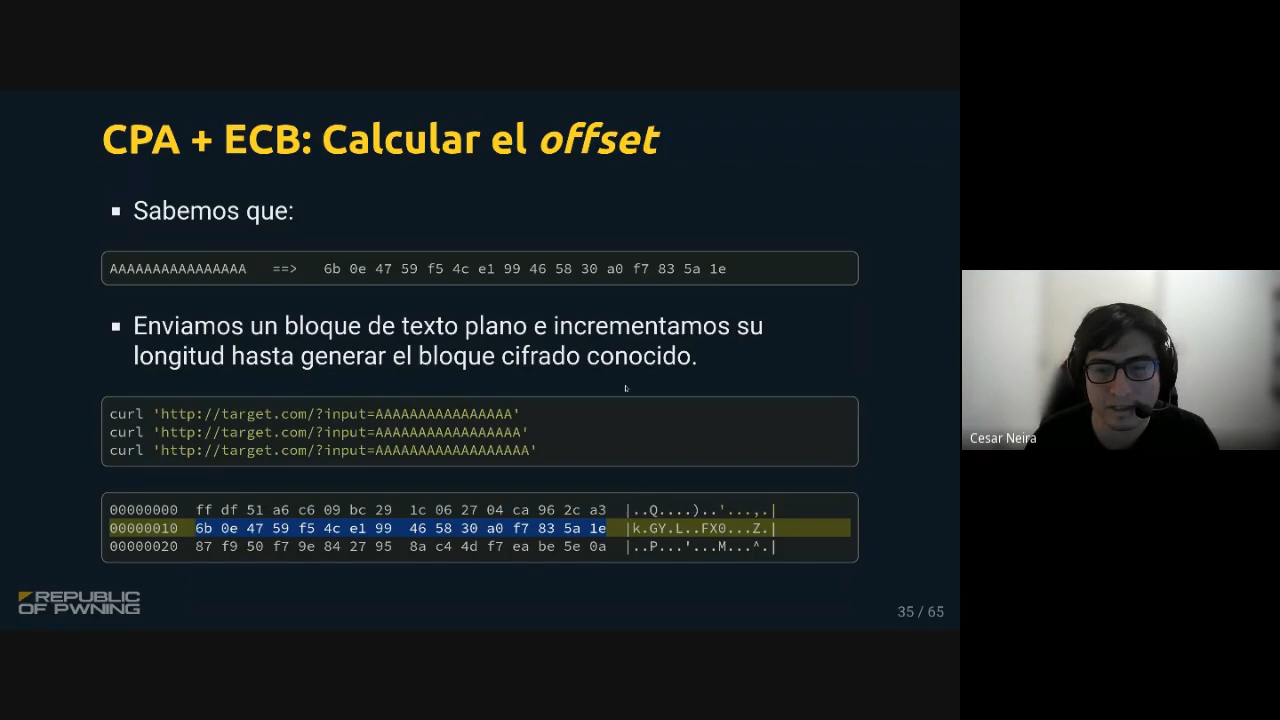 CPA + ECB: Calcular el offset
▪ Sabemos que:
AAAAAAAAAAAAAAAA ==> 6b 0e 47 59 f5 4c e1 99 46 58 30 a0 f7 83 5a 1e
▪ Enviamos un bloque de texto plano e incrementamos su
longitud hasta generar el bloque cifrado conocido.
curl 'http://target.com/?input=AAAAAAAAAAAAAAAA'
curl 'http://target.com/?input=AAAAAAAAAAAAAAAAA'
curl 'http://target.com/?input=AAAAAAAAAAAAAAAAAA'
00000000 ff df 51 a6 c6 09 bc 29 1c 06 27 04 ca 96 2c a3 |..Q....)..'...,.|
00000010 6b 0e 47 59 f5 4c e1 99 46 58 30 a0 f7 83 5a 1e |k.GY.L..FX0...Z.|
00000020 87 f9 50 f7 9e 84 27 95 8a c4 4d f7 ea be 5e 0a |..P...'...M...^.|
REPUBLIC
OF PWNING
35 / 65
Cesar Neira